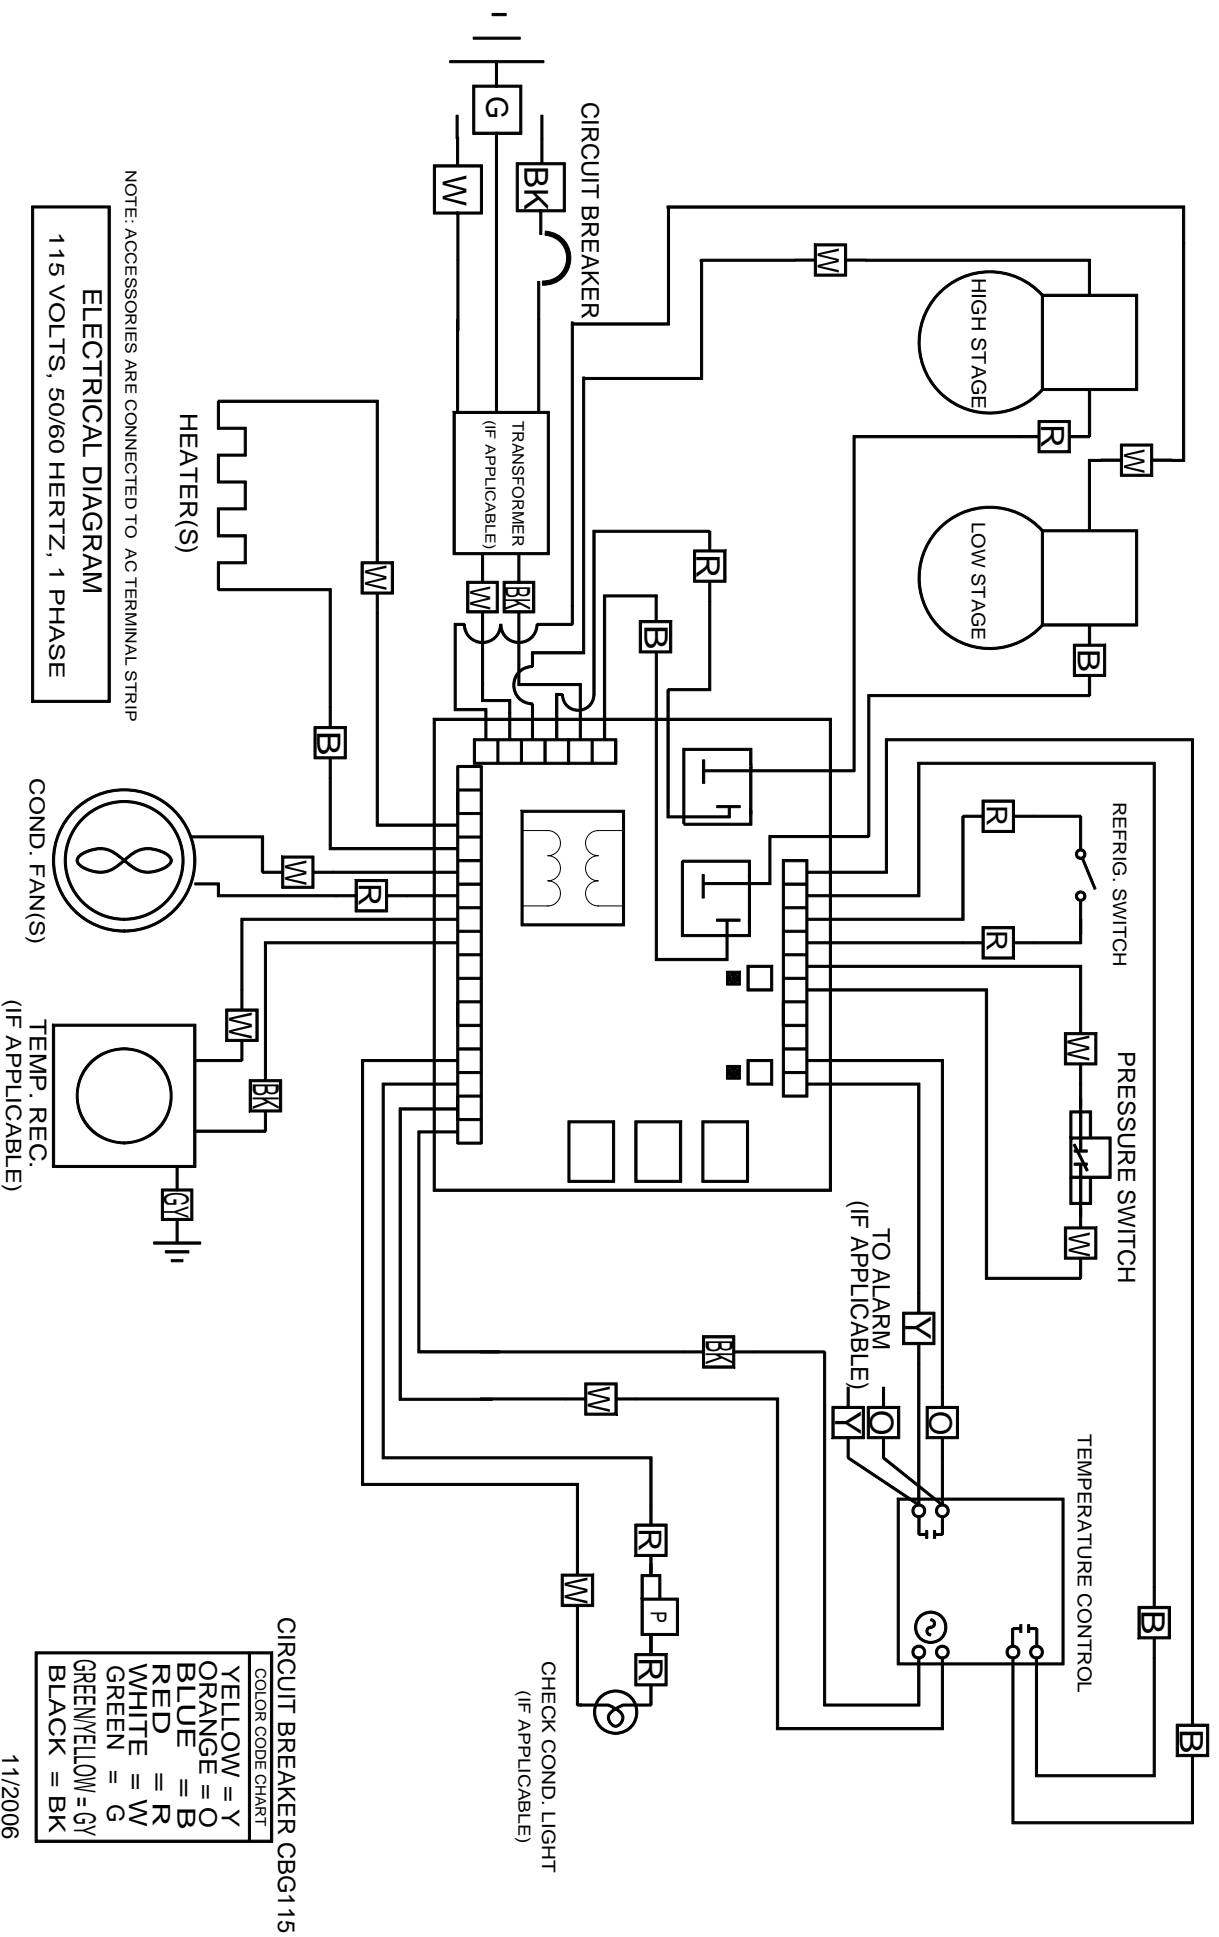 CIRCUIT BREAKER
G
BK
W
HIGH STAGE
LOW STAGE
W
R
W
B
TRANSFORMER
(IF APPLICABLE)
W
BK
R
B
HEATER(S)
W
B
NOTE: ACCESSORIES ARE CONNECTED TO AC TERMINAL STRIP
ELECTRICAL DIAGRAM
115 VOLTS, 50/60 HERTZ, 1 PHASE
REFRIG. SWITCH
R
R
PRESSURE SWITCH
W
W
COND. FAN(S)
W
R
TEMP. REC.
(IF APPLICABLE)
W
BK
GY
TO ALARM
(IF APPLICABLE)
Y
O
Y
O
BK
W
TEMPERATURE CONTROL
B
B
R
P
R
W
CHECK COND. LIGHT
(IF APPLICABLE)
CIRCUIT BREAKER CBG115
COLOR CODE CHART
YELLOW = Y
ORANGE = O
BLUE = B
RED = R
WHITE = W
GREEN = G
GREEN/YELLOW = GY
BLACK = BK
11/2006